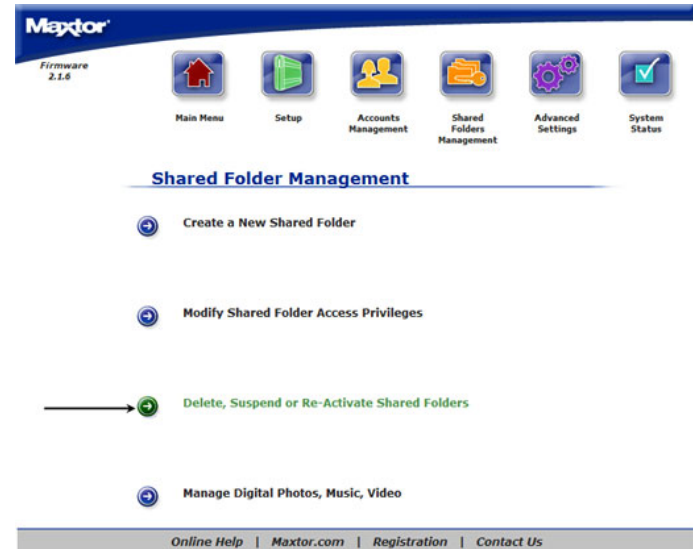 Maxtor
Firmware
2.1.6
Main Menu
Setup
Accounts
Management
Shared
Folders
Management
Advanced
Settings
System
Status
Shared Folder Management
Create a New Shared Folder
Modify Shared Folder Access Privileges
Delete, Suspend or Re-Activate Shared Folders
Manage Digital Photos, Music, Video
Online Help | Maxtor.com | Registration | Contact Us